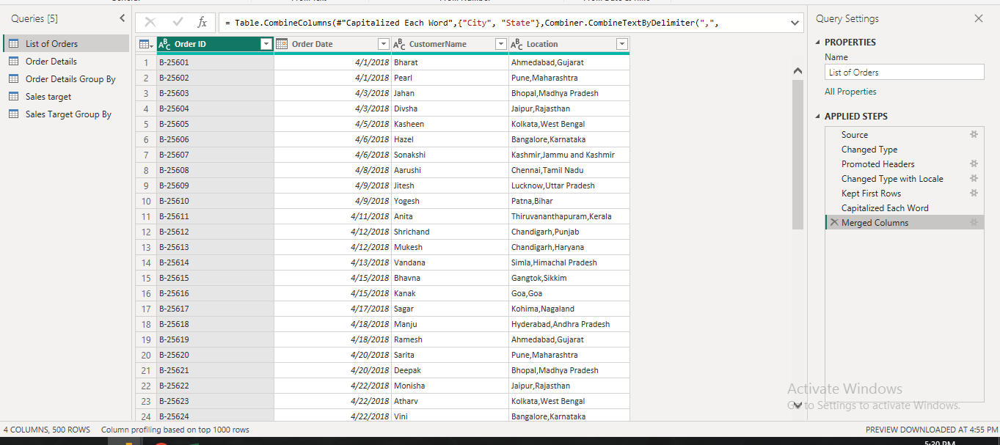 Queries [5]
List of Orders
Order Details
Order Details Group By
Sales target
Sales Target Group By
fx
= Table.CombineColumns(#"Capitalized Each Word",{"City", "State"},Combiner.CombineTextByDelimiter(",",
ABC Order ID Order Date ABC CustomerName ABC Location
1 B-25601 4/1/2018 Bharat Ahmedabad,Gujarat
2 B-25602 4/1/2018 Pearl Pune,Maharashtra
3 B-25603 4/3/2018 Jahan Bhopal,Madhya Pradesh
4 B-25604 4/3/2018 Divsha Jaipur,Rajasthan
5 B-25605 4/5/2018 Kasheen Kolkata,West Bengal
6 B-25606 4/6/2018 Hazel Bangalore,Karnataka
7 B-25607 4/6/2018 Sonakshi Kashmir,Jammu and Kashmir
8 B-25608 4/8/2018 Aarushi Chennai,Tamil Nadu
9 B-25609 4/9/2018 Jitesh Lucknow,Uttar Pradesh
10 B-25610 4/9/2018 Yogesh Patna,Bihar
11 B-25611 4/11/2018 Anita Thiruvananthapuram,Kerala
12 B-25612 4/12/2018 Shrichand Chandigarh,Punjab
13 B-25613 4/12/2018 Mukesh Chandigarh,Haryana
14 B-25614 4/13/2018 Vandana Simla,Himachal Pradesh
15 B-25615 4/15/2018 Bhavna Gangtok,Sikkim
16 B-25616 4/15/2018 Kanak Goa,Goa
17 B-25617 4/17/2018 Sagar Kohima,Nagaland
18 B-25618 4/18/2018 Manju Hyderabad,Andhra Pradesh
19 B-25619 4/18/2018 Ramesh Ahmedabad,Gujarat
20 B-25620 4/20/2018 Sarita Pune,Maharashtra
21 B-25621 4/20/2018 Deepak Bhopal,Madhya Pradesh
22 B-25622 4/22/2018 Monisha Jaipur,Rajasthan
23 B-25623 4/22/2018 Atharv Kolkata,West Bengal
24 B-25624 4/22/2018 Vini Bangalore,Karnataka
Query Settings
PROPERTIES
Name
List of Orders
All Properties
APPLIED STEPS
Source
Changed Type
Promoted Headers
Changed Type with Locale
Kept First Rows
Capitalized Each Word
Merged Columns
Activate Windows
Go to Settings to activate Windows.
4 COLUMNS, 500 ROWS Column profiling based on top 1000 rows
PREVIEW DOWNLOADED AT 4:55 PM
5:30 PM